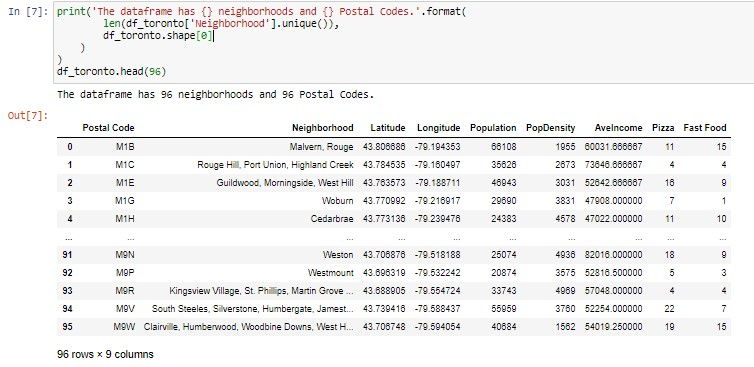 In [7]: print('The dataframe has {} neighborhoods and {} Postal Codes.'.format(
len(df_toronto['Neighborhood'].unique()),
df_toronto.shape[0]
)
)
df_toronto.head(96)
The dataframe has 96 neighborhoods and 96 Postal Codes.
Out[7]:
Postal Code Neighborhood Latitude Longitude Population PopDensity AveIncome Pizza Fast Food
0 M1B Malvern, Rouge 43.806686 -79.194353 66108 1955 60031.666667 11 15
1 M1C Rouge Hill, Port Union, Highland Creek 43.784535 -79.160497 35626 2673 73646.666667 4 4
2 M1E Guildwood, Morningside, West Hill 43.763573 -79.188711 46943 3031 52642.666667 16 9
3 M1G Woburn 43.770992 -79.216917 29690 3831 47908.000000 7 1
4 M1H Cedarbrae 43.773136 -79.239476 24383 4578 47022.000000 11 10
... ... ... ... ... ... ... ... ... ...
91 M9N Weston 43.706876 -79.518188 25074 4936 82016.000000 18 9
92 M9P Westmount 43.696319 -79.532242 20874 3575 52816.500000 5 3
93 M9R Kingsview Village, St. Phillips, Martin Grove ... 43.688905 -79.554724 33743 4969 57048.000000 4 4
94 M9V South Steeles, Silverstone, Humbergate, Jamest... 43.739416 -79.588437 55959 3760 52254.000000 22 7
95 M9W Clairville, Humberwood, Woodbine Downs, West H... 43.706748 -79.594054 40684 1562 54019.250000 19 15
96 rows × 9 columns